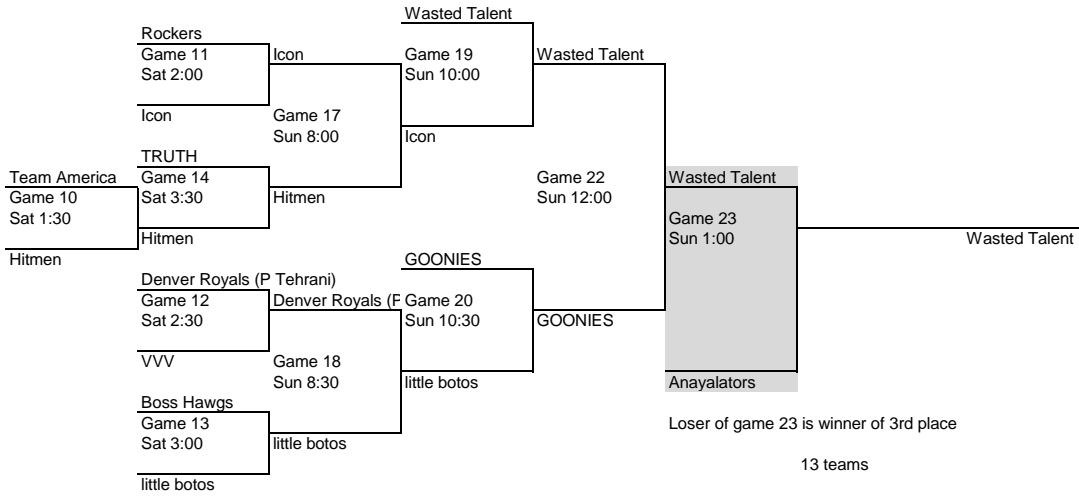 Wasted Talent
Rockers
Game 11
Sat 2:00
Icon
Game 19
Sun 10:00
Wasted Talent
Icon
Game 17
Sun 8:00
Icon
TRUTH
Team America
Game 10
Sat 1:30
Game 14
Sat 3:30
Hitmen
Game 22
Sun 12:00
Wasted Talent
Game 23
Sun 1:00
Hitmen
Wasted Talent
Hitmen
GOONIES
Denver Royals (P Tehrani)
Game 12
Sat 2:30
Denver Royals (P
Game 20
Sun 10:30
GOONIES
VVV
Game 18
Sun 8:30
little botos
Anayalators
Boss Hawgs
Game 13
Sat 3:00
little botos
Loser of game 23 is winner of 3rd place
13 teams
little botos